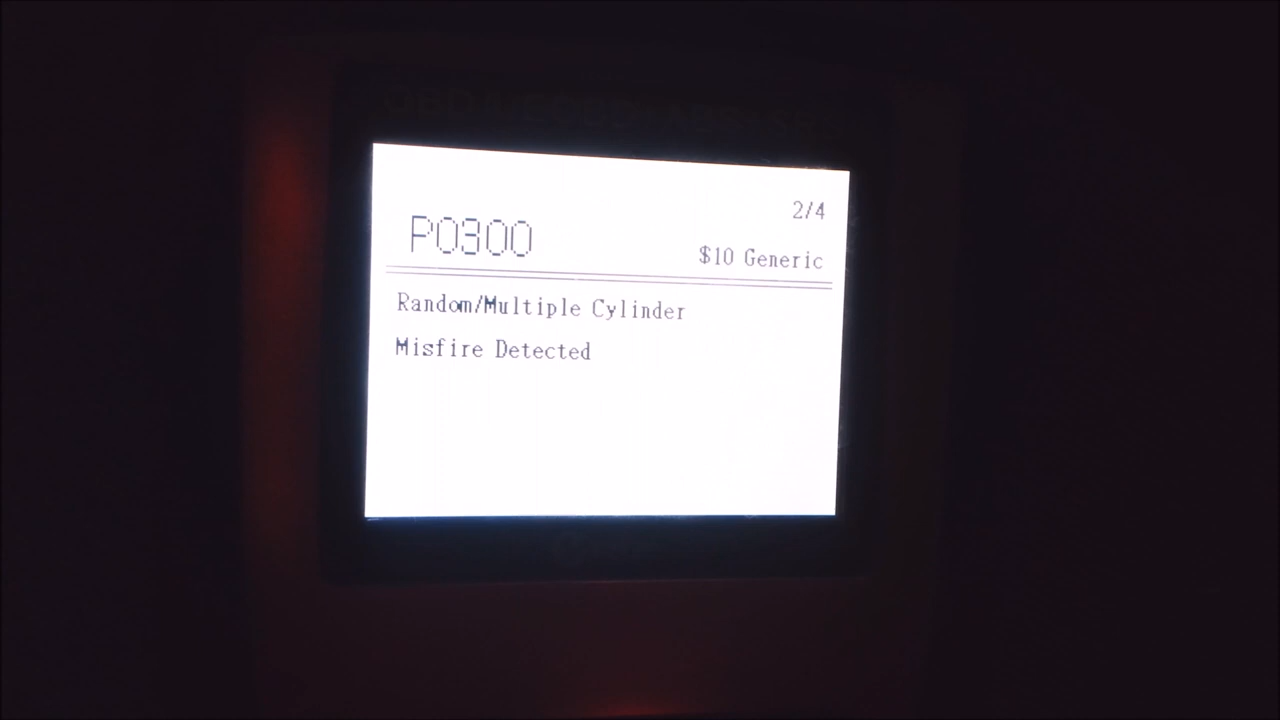 2/4
P0300
$10 Generic
Random/Multiple Cylinder
Misfire Detected